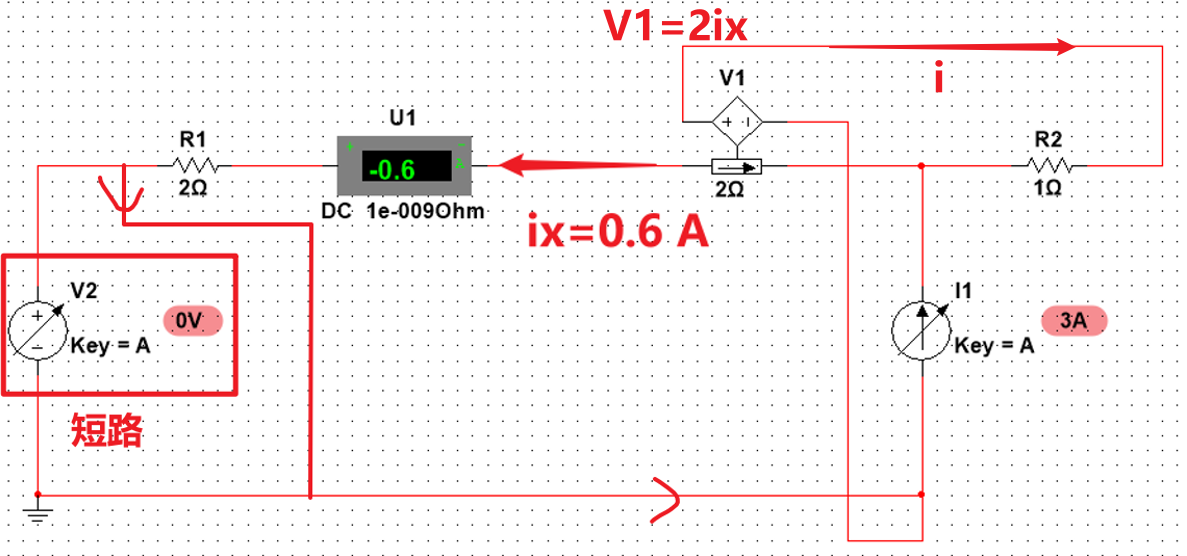 V1=2ix
V1
i
U1
R1
-0.6
A
R2
2Ω
2Ω
1Ω
DC 1e-009Ohm
ix=0.6 A
V2
0V
Key = A
I1
3A
Key = A
短路